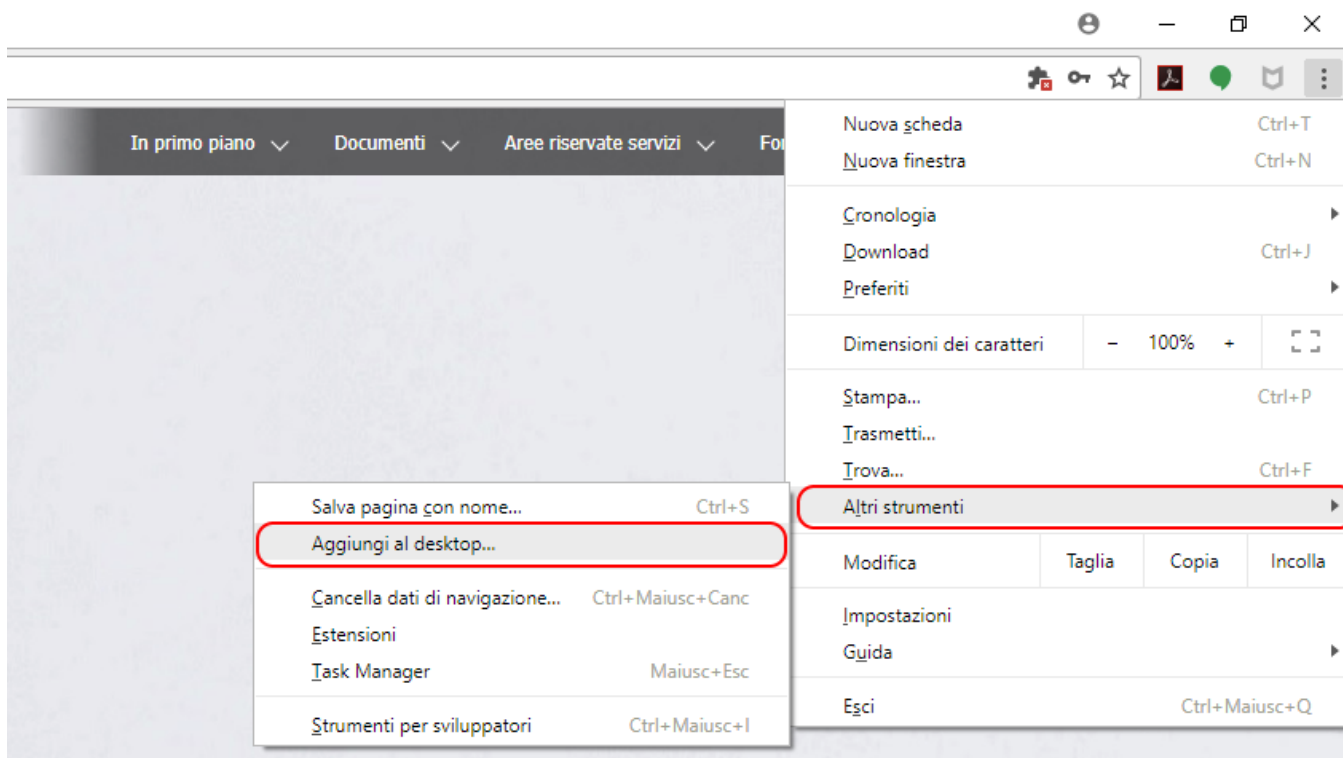 In primo piano
Documenti
Aree riservate servizi
For
Nuova scheda Ctrl+T
Nuova finestra Ctrl+N
Cronologia
Download Ctrl+J
Preferiti
Dimensioni dei caratteri - 100% +
Stampa... Ctrl+P
Trasmetti...
Trova... Ctrl+F
Altri strumenti
Modifica Taglia Copia Incolla
Impostazioni
Guida
Esci Ctrl+Maiusc+Q
Salva pagina con nome... Ctrl+S
Aggiungi al desktop...
Cancella dati di navigazione... Ctrl+Maiusc+Canc
Estensioni
Task Manager Maiusc+Esc
Strumenti per sviluppatori Ctrl+Maiusc+I